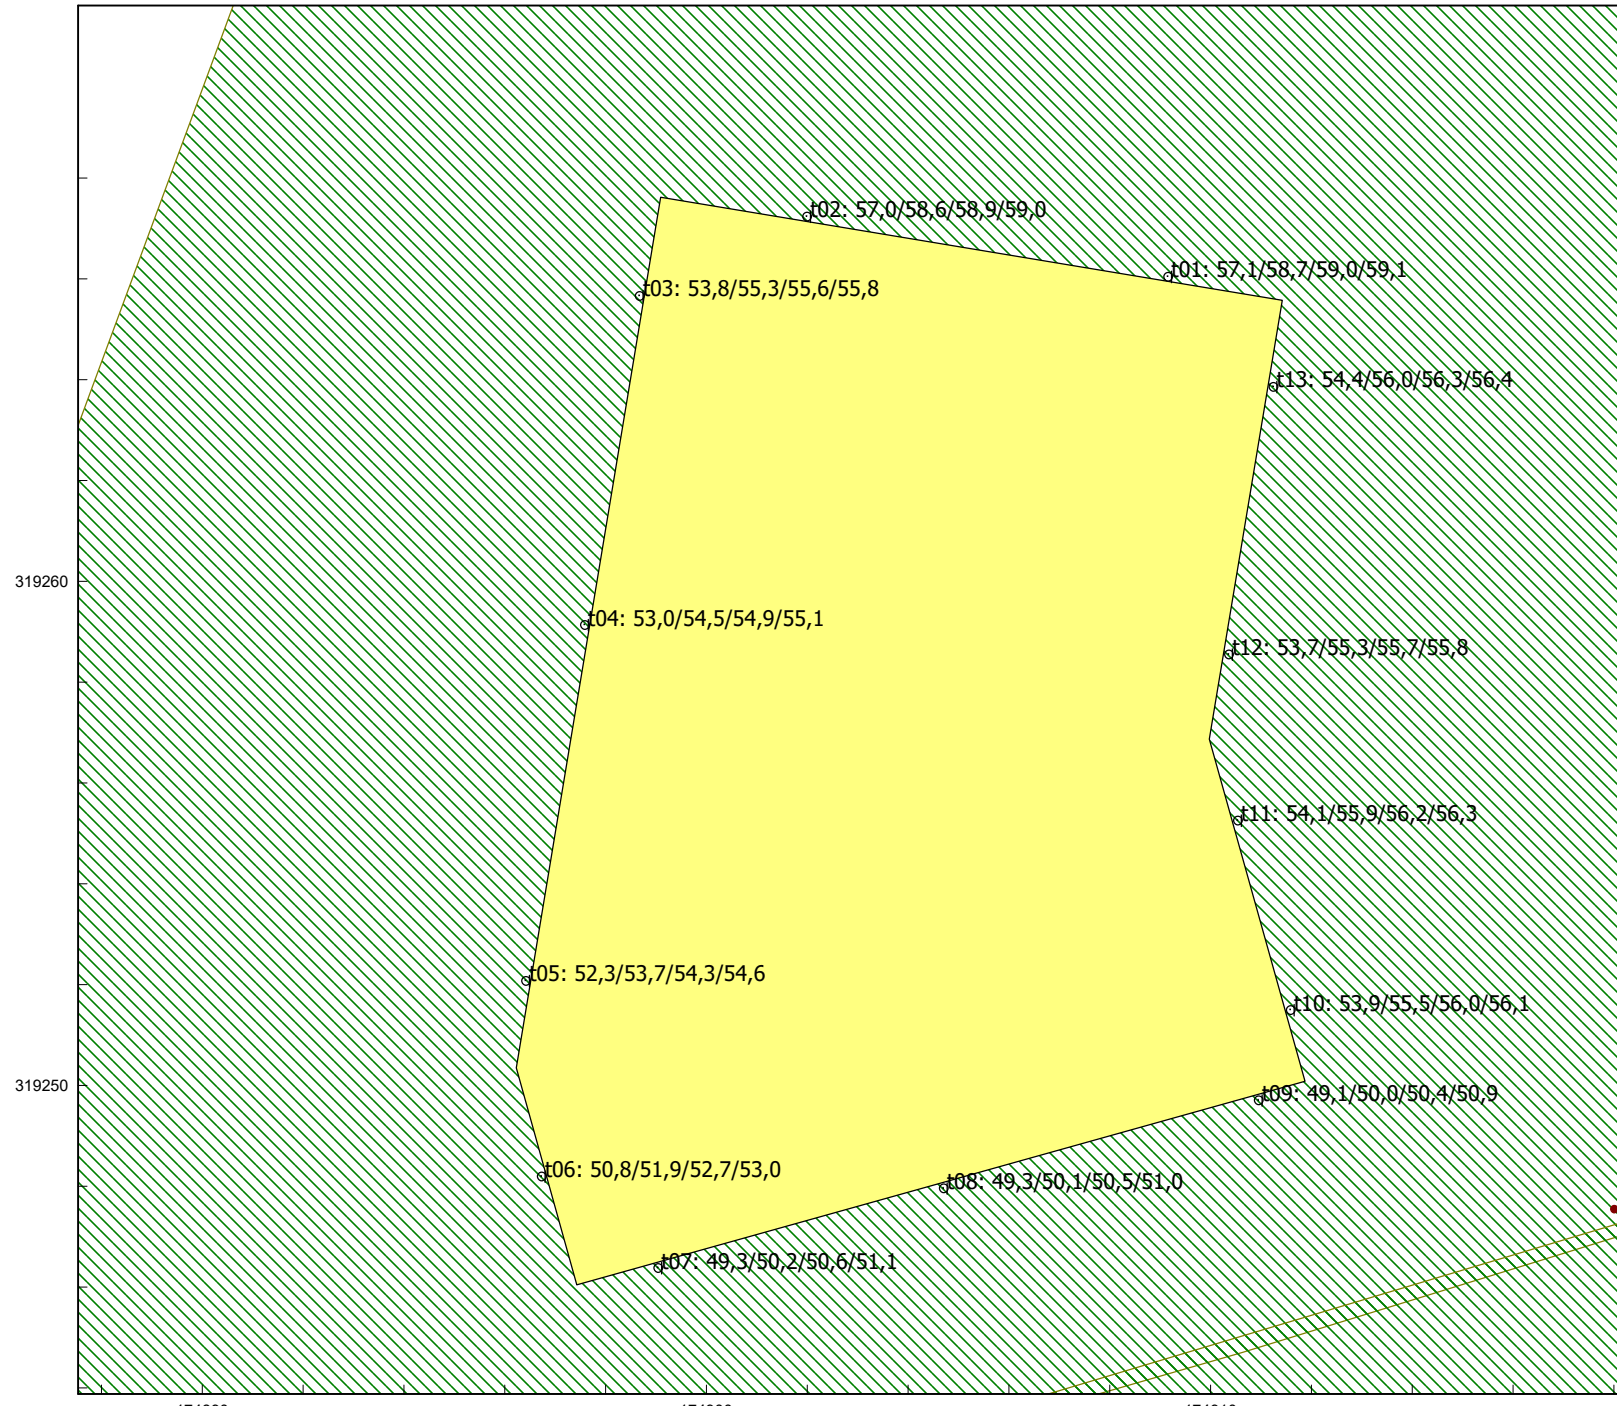 t02: 57,0/58,6/58,9/59,0
t01: 57,1/58,7/59,0/59,1
t03: 53,8/55,3/55,6/55,8
t13: 54,4/56,0/56,3/56,4
319260
t04: 53,0/54,5/54,9/55,1
t12: 53,7/55,3/55,7/55,8
t11: 54,1/55,9/56,2/56,3
t05: 52,3/53,7/54,3/54,6
t10: 53,9/55,5/56,0/56,1
319250
t09: 49,1/50,0/50,4/50,9
t06: 50,8/51,9/52,7/53,0
t08: 49,3/50,1/50,5/51,0
t07: 49,3/50,2/50,6/51,1